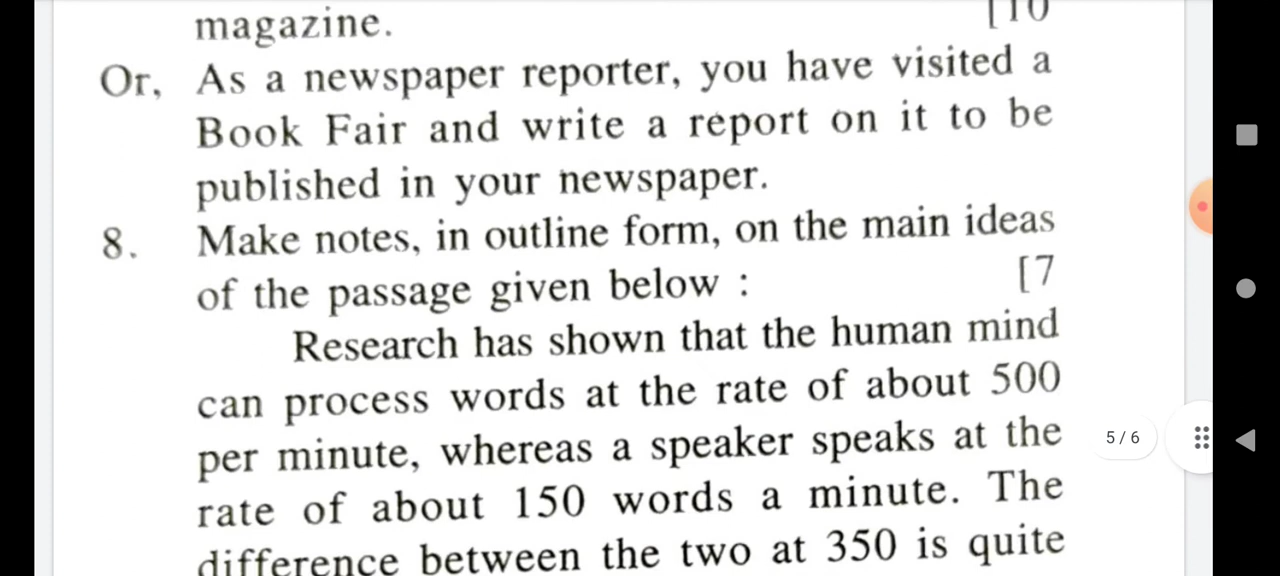 magazine. [10
Or, As a newspaper reporter, you have visited a
Book Fair and write a report on it to be
published in your newspaper.
8. Make notes, in outline form, on the main ideas
of the passage given below : [7
Research has shown that the human mind
can process words at the rate of about 500
per minute, whereas a speaker speaks at the
rate of about 150 words a minute. The
difference between the two at 350 is quite
5 / 6